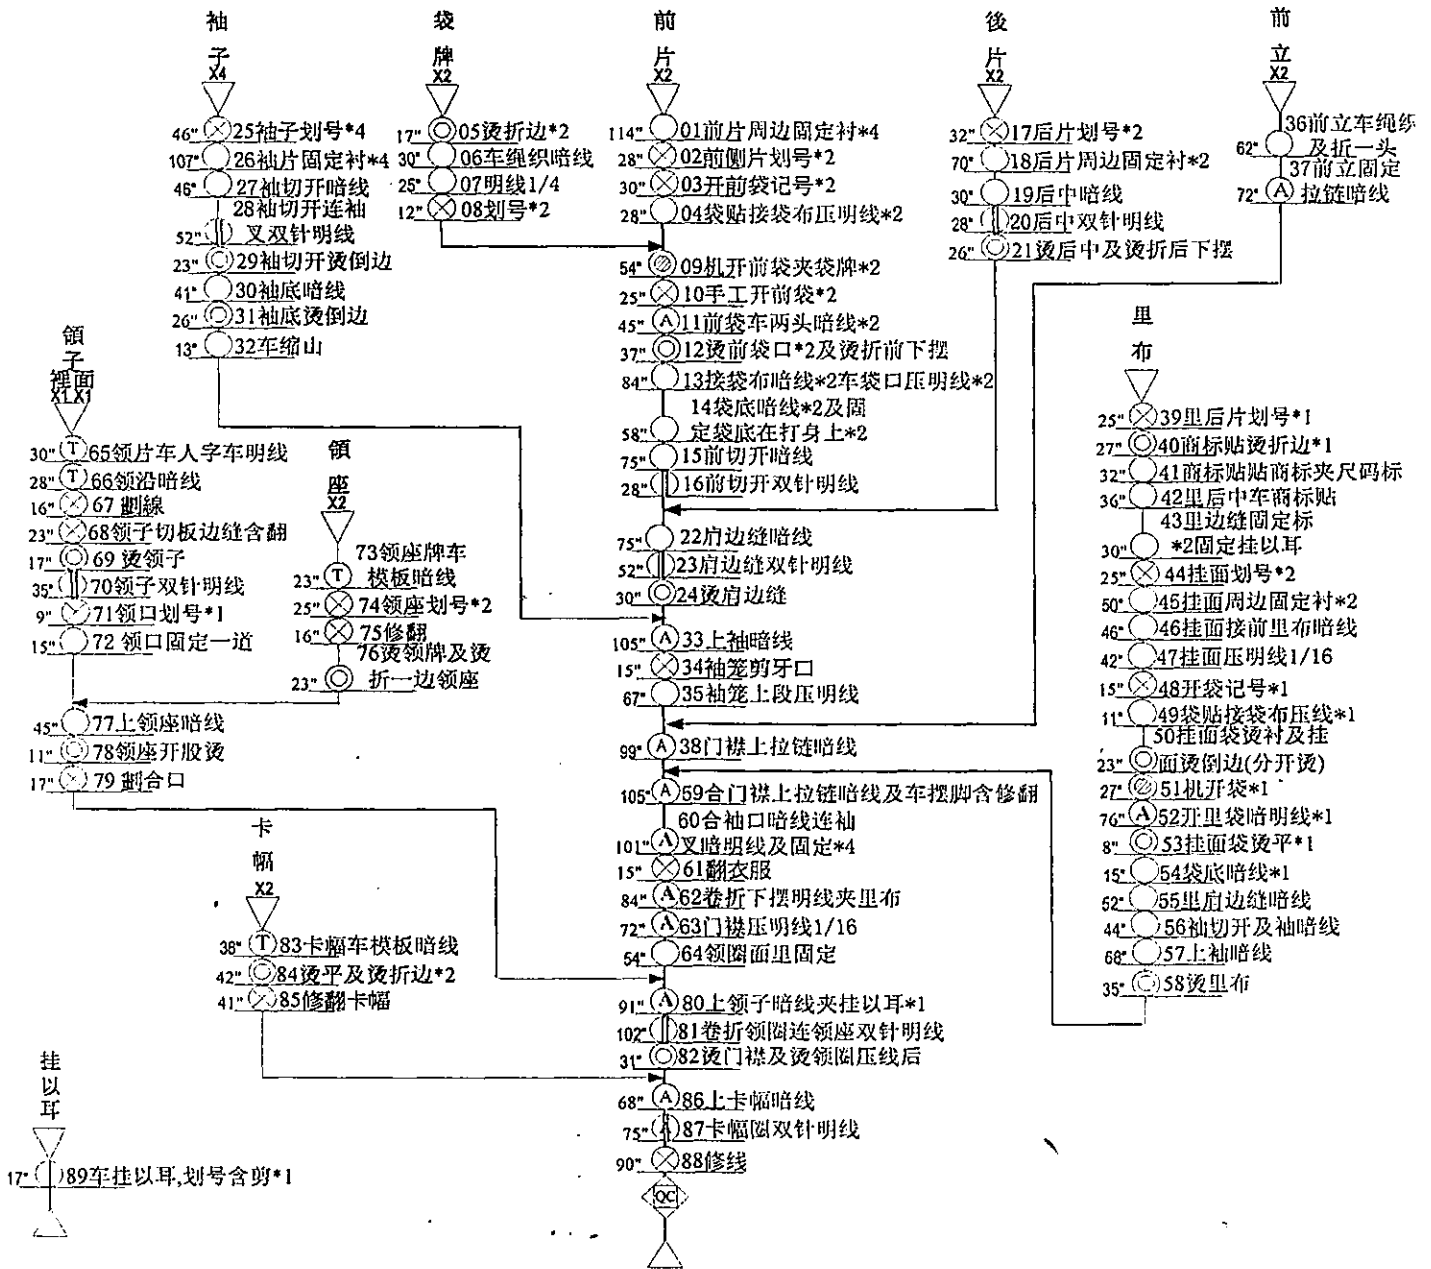 袖子
X4
46" 25袖子划号*4
107" 26袖片固定衬*4
46" 27袖切开暗线
28袖切开连袖
52" 叉双针明线
23" 29袖切开烫倒边
41" 30袖底暗线
26" 31袖底烫倒边
13" 32车缩山
袋牌
X2
17" 05烫折边*2
30" 06车绳织暗线
25" 07明线1/4
12" 08划号*2
前片
X2
114" 01前片周边固定衬*4
28" 02前侧片划号*2
30" 03开前袋记号*2
28" 04袋贴接袋布压明线*2
54" 09机开前袋夹袋牌*2
25" 10手工开前袋*2
45" A 11前袋车两头暗线*2
37" 12烫前袋口*2及烫折前下摆
84" 13接袋布暗线*2车袋口压明线*2
14袋底暗线*2及固
58" 定袋底在打身上*2
75" 15前切开暗线
28" 16前切开双针明线
75" 22肩边缝暗线
52" 23肩边缝双针明线
30" 24烫肩边缝
105" A 33上袖暗线
15" 34袖笼剪牙口
67" 35袖笼上段压明线
99" A 38门襟上拉链暗线
105" A 59合门襟上拉链暗线及车摆脚含修翻
60合袖口暗线连袖
101" A 叉暗明线及固定*4
15" 61翻衣服
84" A 62卷折下摆明线夹里布
72" A 63门襟压明线1/16
54" 64领圈面里固定
91" A 80上领子暗线夹挂以耳*1
102" 81卷折领圈连领座双针明线
31" 82烫门襟及烫领圈压线后
68" A 86上卡幅暗线
75" A 87卡幅圈双针明线
90" 88修线
QC
後片
X2
32" 17后片划号*2
70" 18后片周边固定衬*2
30" 19后中暗线
28" 20后中双针明线
26" 21烫后中及烫折后下摆
前立
X2
36前立车绳织
62" 及折一头
37前立固定
72" A 拉链暗线
里布
25" 39里后片划号*1
27" 40商标贴烫折边*1
32" 41商标贴贴商标夹尺码标
36" 42里后中车商标贴
43里边缝固定标
30" *2固定挂以耳
25" 44挂面划号*2
50" 45挂面周边固定衬*2
46" 46挂面接前里布暗线
42" 47挂面压明线1/16
15" 48开袋记号*1
11" 49袋贴接袋布压线*1
50挂面袋烫衬及挂
23" 面烫倒边(分开烫)
27" 51机开袋*1
76" A 52开里袋暗明线*1
8" 53挂面袋烫平*1
15" 54袋底暗线*1
52" 55里肩边缝暗线
44" 56袖切开及袖暗线
68" 57上袖暗线
35" 58烫里布
領子
裡面
X1 X1
30" T 65领片车人字车明线
28" T 66领沿暗线
16" 67劃線
23" 68领子切板边缝含翻
17" 69 烫领子
35" 70领子双针明线
9" 71领口划号*1
15" 72 领口固定一道
領座
X2
73领座牌车
23" T 模板暗线
25" 74领座划号*2
16" 75修翻
76烫领牌及烫
23" 折一边领座
45" 77上领座暗线
11" 78领座开股烫
17" 79 劃合口
卡幅
X2
38" T 83卡幅车模板暗线
42" 84烫平及烫折边*2
41" 85修翻卡幅
挂以耳
17" 89车挂以耳,划号含剪*1